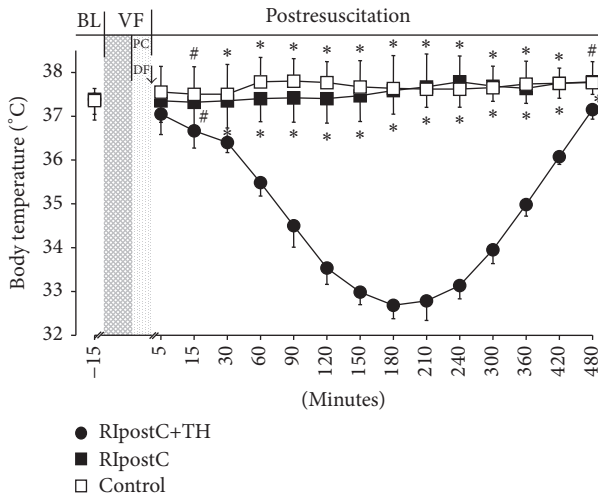 BL VF Postresuscitation
PC
DF
# * * * * * * * * * * * #
38
37
# * * * * * * * * * * * *
36
35
34
33
32
Body temperature (°C)
−15 5 15 30 60 90 120 150 180 210 240 300 360 420 480
(Minutes)
RIpostC+TH
RIpostC
Control